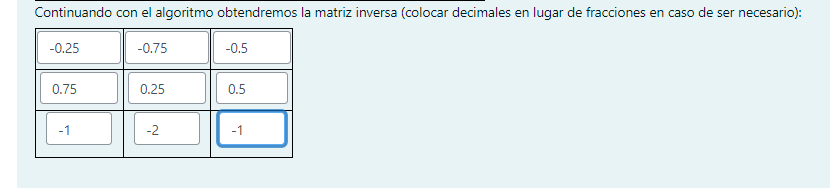 Continuando con el algoritmo obtendremos la matriz inversa (colocar decimales en lugar de fracciones en caso de ser necesario):
-0.25 -0.75 -0.5
0.75 0.25 0.5
-1 -2 -1